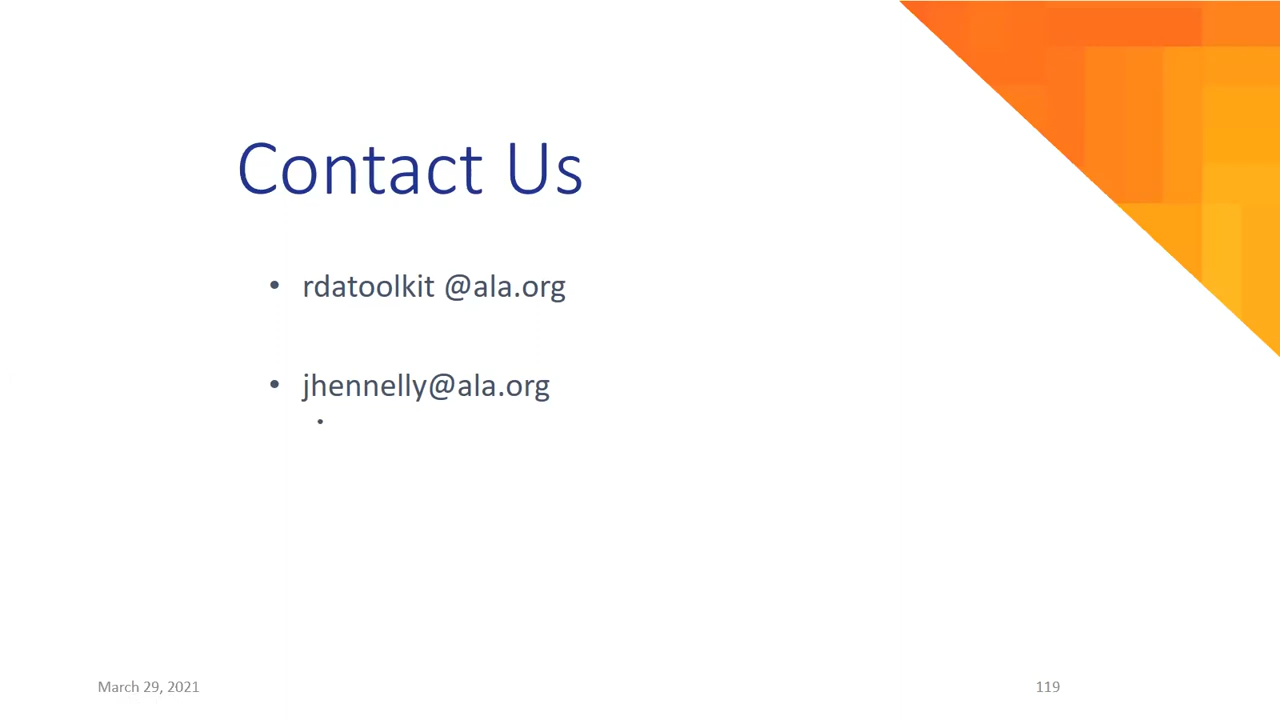 Contact Us
• rdatoolkit @ala.org
• jhennelly@ala.org
•
March 29, 2021
119